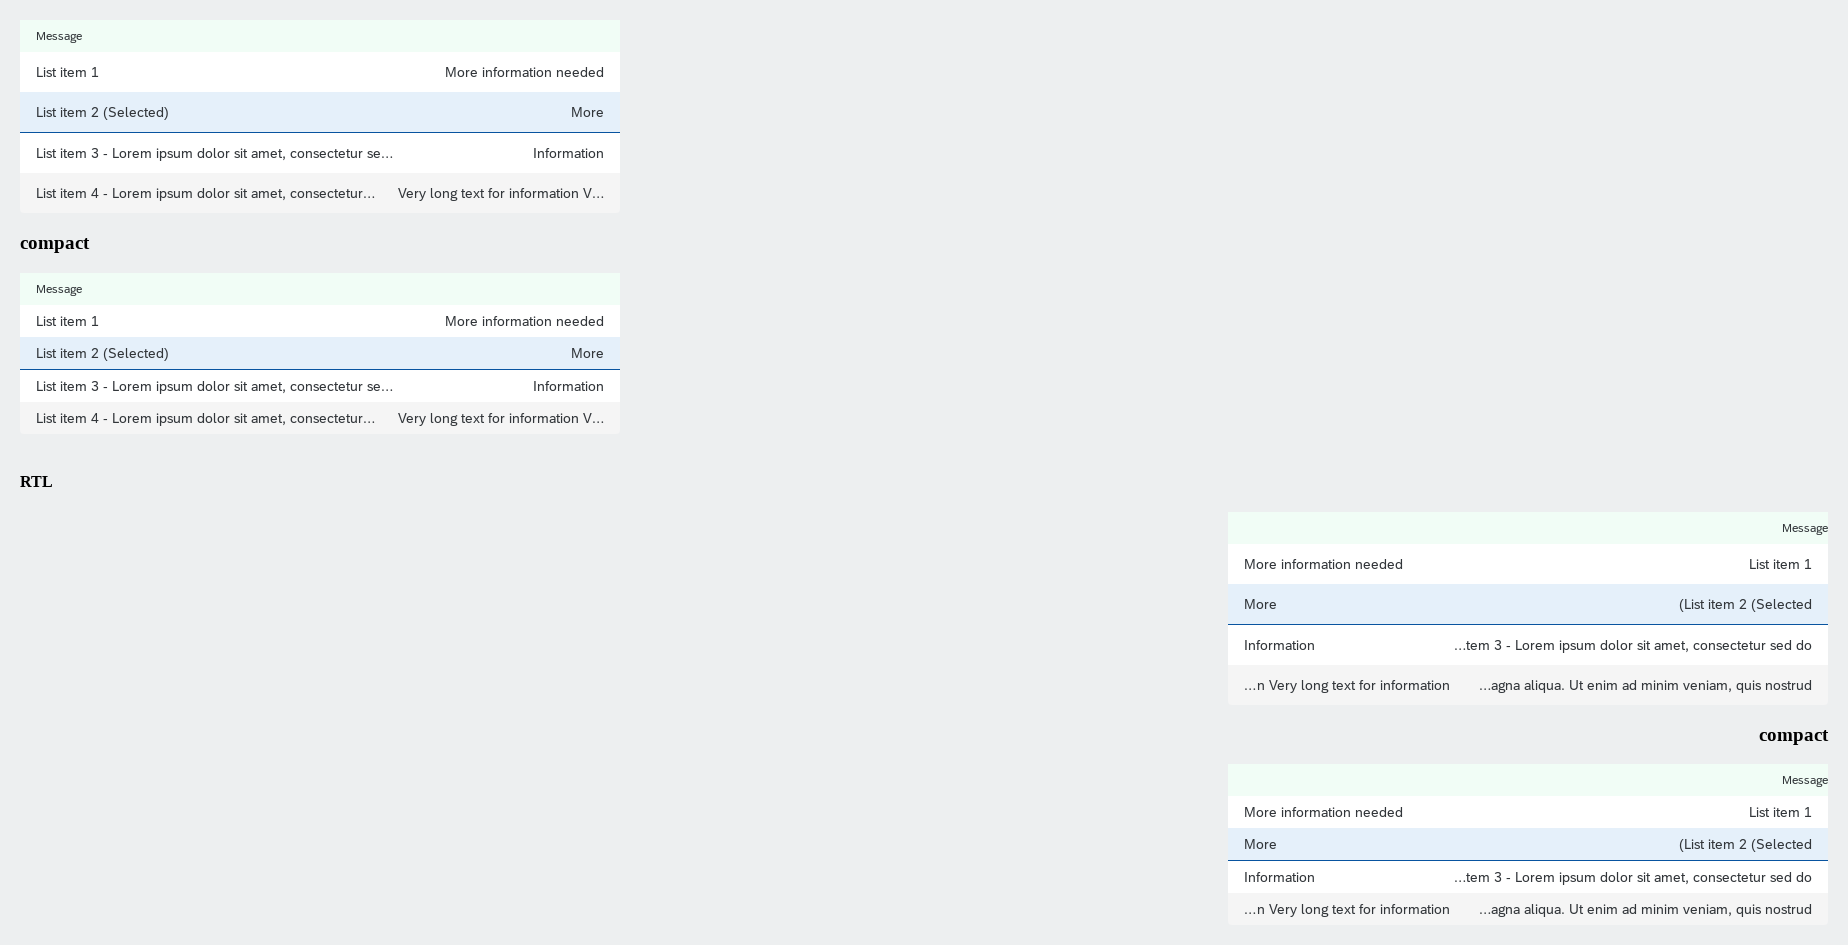 Message
List item 1 More information needed
List item 2 (Selected) More
List item 3 - Lorem ipsum dolor sit amet, consectetur se... Information
List item 4 - Lorem ipsum dolor sit amet, consectetur... Very long text for information V...
compact
Message
List item 1 More information needed
List item 2 (Selected) More
List item 3 - Lorem ipsum dolor sit amet, consectetur se... Information
List item 4 - Lorem ipsum dolor sit amet, consectetur... Very long text for information V...
RTL
Message
More information needed List item 1
More (List item 2 (Selected
Information ...tem 3 - Lorem ipsum dolor sit amet, consectetur sed do
...n Very long text for information ...agna aliqua. Ut enim ad minim veniam, quis nostrud
compact
Message
More information needed List item 1
More (List item 2 (Selected
Information ...tem 3 - Lorem ipsum dolor sit amet, consectetur sed do
...n Very long text for information ...agna aliqua. Ut enim ad minim veniam, quis nostrud